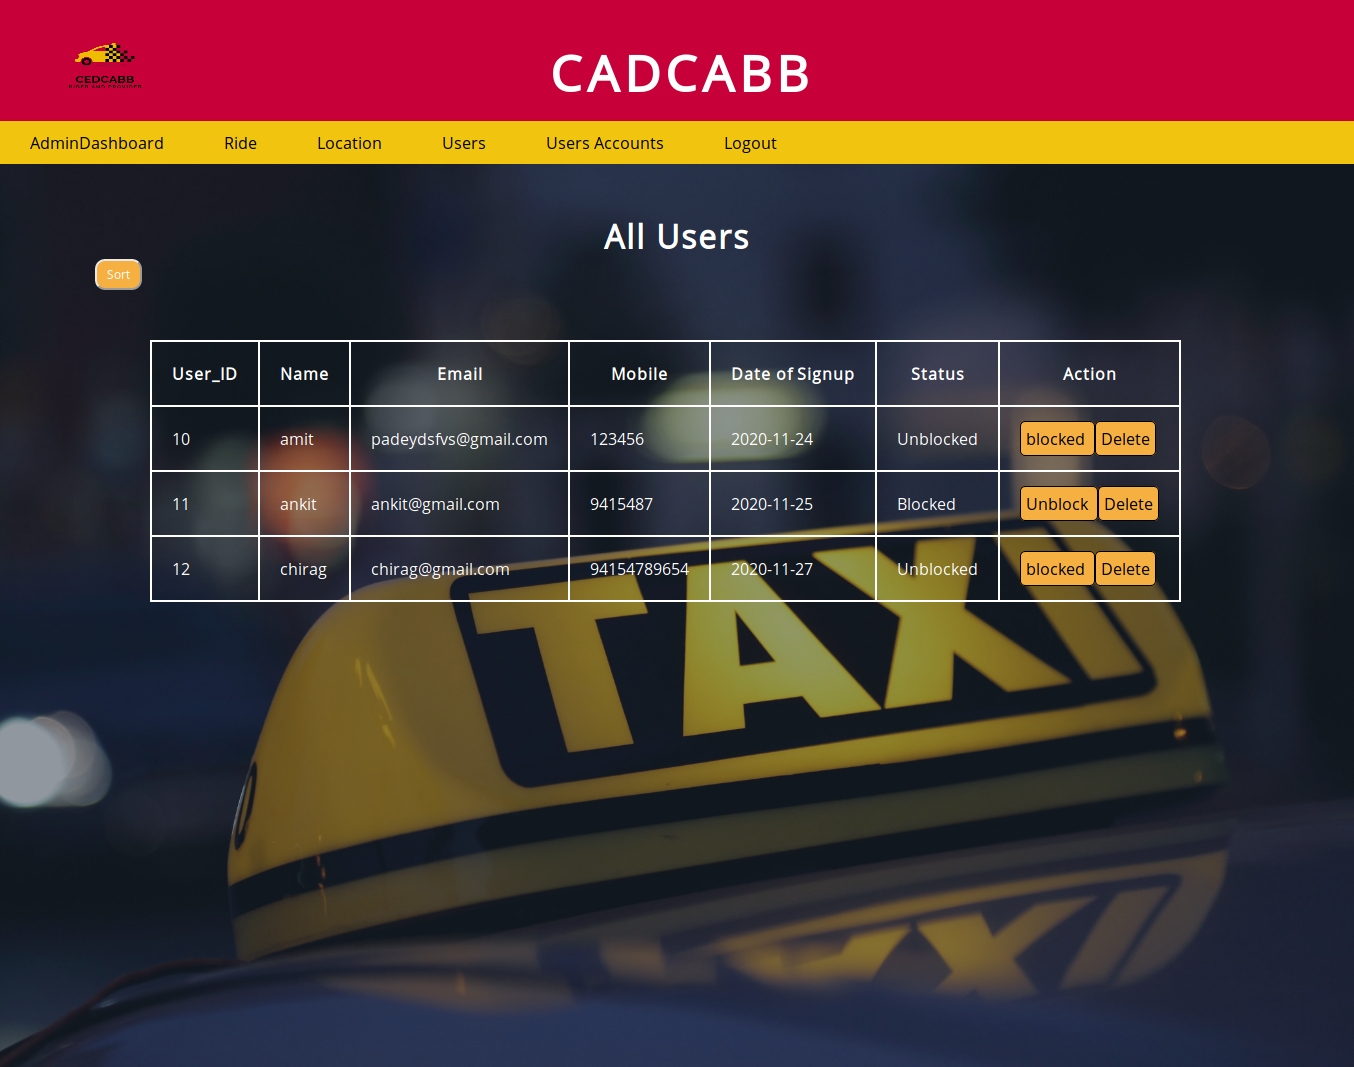 CEDCABB
RIDER AND PROVIDER
CADCABB
AdminDashboard Ride Location Users Users Accounts Logout
All Users
Sort
User_ID Name Email Mobile Date of Signup Status Action
10 amit padeydsfvs@gmail.com 123456 2020-11-24 Unblocked blocked Delete
11 ankit ankit@gmail.com 9415487 2020-11-25 Blocked Unblock Delete
12 chirag chirag@gmail.com 94154789654 2020-11-27 Unblocked blocked Delete
TAXI